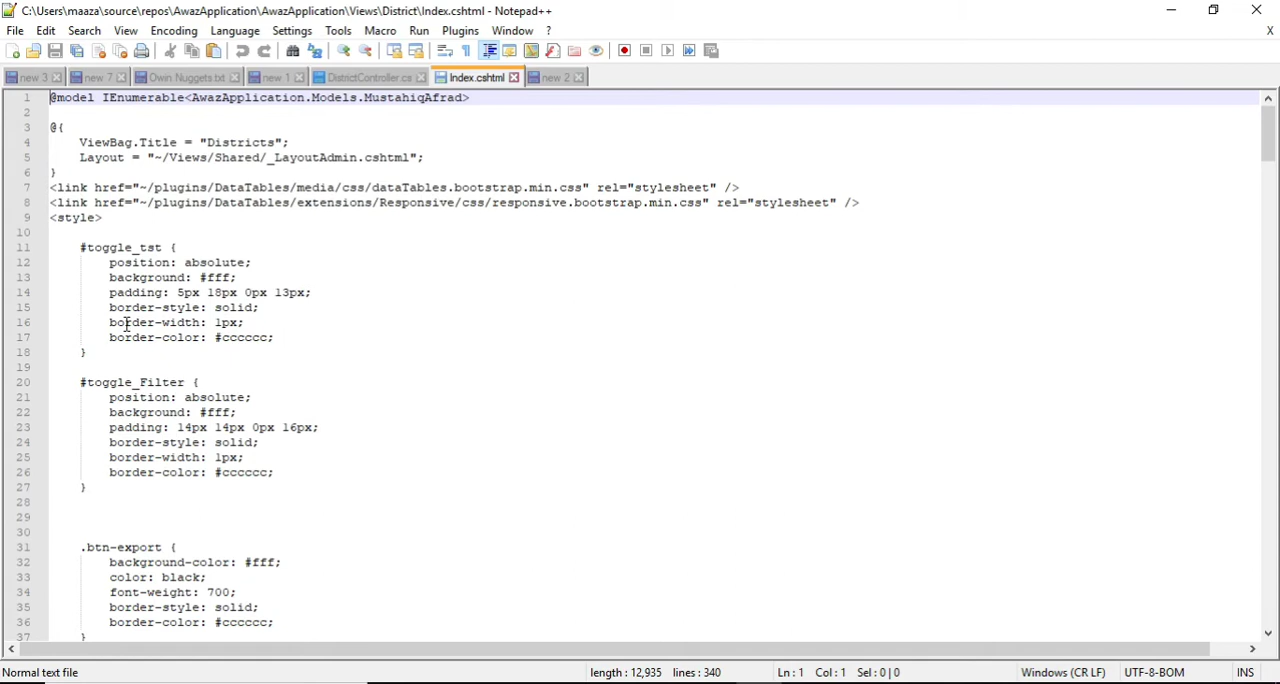 C:\Users\maaza\source\repos\AwazApplication\AwazApplication\Views\District\Index.cshtml - Notepad++
File Edit Search View Encoding Language Settings Tools Macro Run Plugins Window ? X
new 3 new 7 Own Nuggets.txt new 1 DistrictController.cs Index.cshtml new 2
1 @model IEnumerable<AwazApplication.Models.MustahiqAfrad>
2
3 @{
4 ViewBag.Title = "Districts";
5 Layout = "~/Views/Shared/_LayoutAdmin.cshtml";
6 }
7 <link href="~/plugins/DataTables/media/css/dataTables.bootstrap.min.css" rel="stylesheet" />
8 <link href="~/plugins/DataTables/extensions/Responsive/css/responsive.bootstrap.min.css" rel="stylesheet" />
9 <style>
10
11 #toggle_tst {
12 position: absolute;
13 background: #fff;
14 padding: 5px 18px 0px 13px;
15 border-style: solid;
16 border-width: 1px;
17 border-color: #cccccc;
18 }
19
20 #toggle_Filter {
21 position: absolute;
22 background: #fff;
23 padding: 14px 14px 0px 16px;
24 border-style: solid;
25 border-width: 1px;
26 border-color: #cccccc;
27 }
28
29
30
31 .btn-export {
32 background-color: #fff;
33 color: black;
34 font-weight: 700;
35 border-style: solid;
36 border-color: #cccccc;
37 }
Normal text file length : 12,935 lines : 340 Ln : 1 Col : 1 Sel : 0 | 0 Windows (CR LF) UTF-8-BOM INS